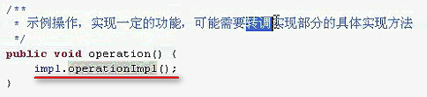 /**
* 示例操作，实现一定的功能，可能需要转调实现部分的具体实现方法
*/
public void operation() {
impl.operationImpl();
}